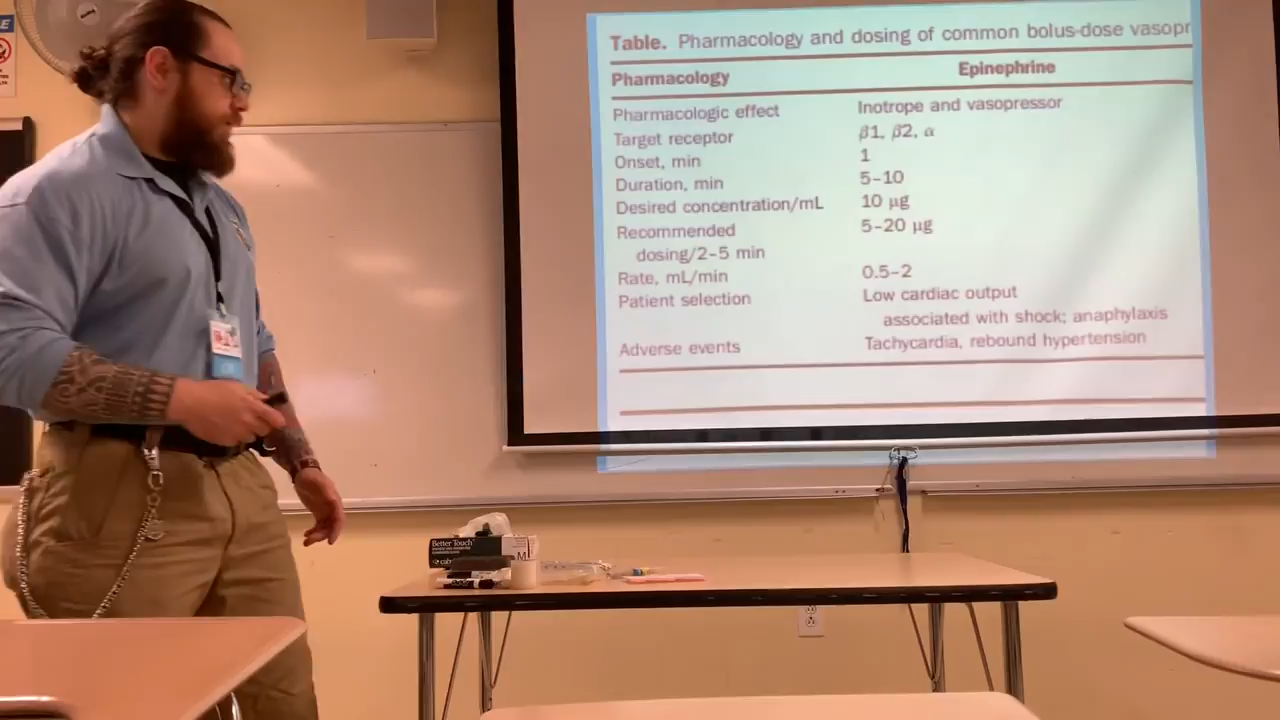 Table. Pharmacology and dosing of common bolus-dose vasopr
Pharmacology Epinephrine
Pharmacologic effect Inotrope and vasopressor
Target receptor β1, β2, α
Onset, min 1
Duration, min 5–10
Desired concentration/mL 10 μg
Recommended 5–20 μg
dosing/2–5 min
Rate, mL/min 0.5–2
Patient selection Low cardiac output
associated with shock; anaphylaxis
Adverse events Tachycardia, rebound hypertension
Better Touch
M